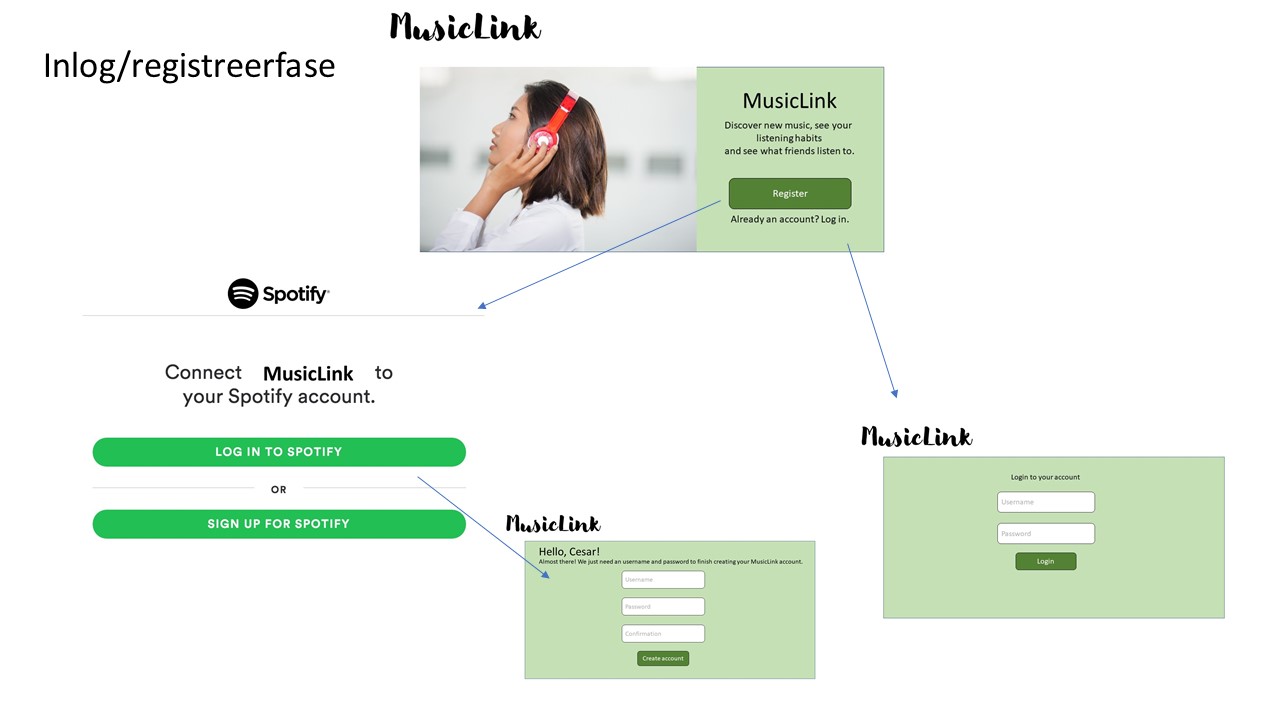 MusicLink
Inlog/registreerfase
MusicLink
Discover new music, see your
listening habits
and see what friends listen to.
Register
Already an account? Log in.
Spotify
Connect MusicLink to
your Spotify account.
LOG IN TO SPOTIFY
OR
SIGN UP FOR SPOTIFY
MusicLink
Hello, Cesar!
Almost there! We just need an username and password to finish creating your MusicLink account.
Username
Password
Confirmation
Create account
MusicLink
Login to your account
Username
Password
Login